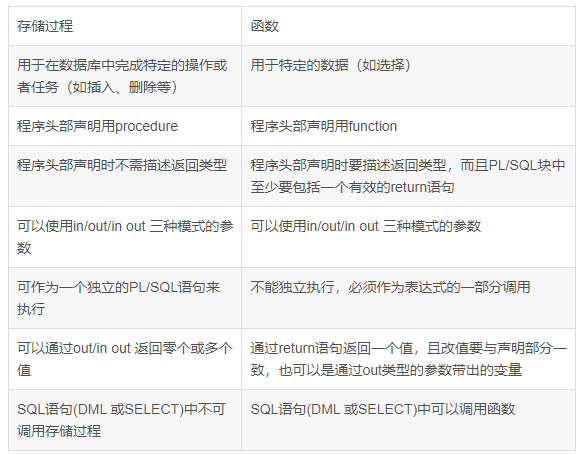 存储过程
函数
用于在数据库中完成特定的操作或
者任务（如插入、删除等）
用于特定的数据（如选择）
程序头部声明用procedure
程序头部声明用function
程序头部声明时不需描述返回类型
程序头部声明时要描述返回类型，而且PL/SQL块中
至少要包括一个有效的return语句
可以使用in/out/in out 三种模式的参
数
可以使用in/out/in out 三种模式的参数
可作为一个独立的PL/SQL语句来
执行
不能独立执行，必须作为表达式的一部分调用
可以通过out/in out 返回零个或多个
值
通过return语句返回一个值，且改值要与声明部分一
致，也可以是通过out类型的参数带出的变量
SQL语句(DML 或SELECT)中不可
调用存储过程
SQL语句(DML 或SELECT)中可以调用函数